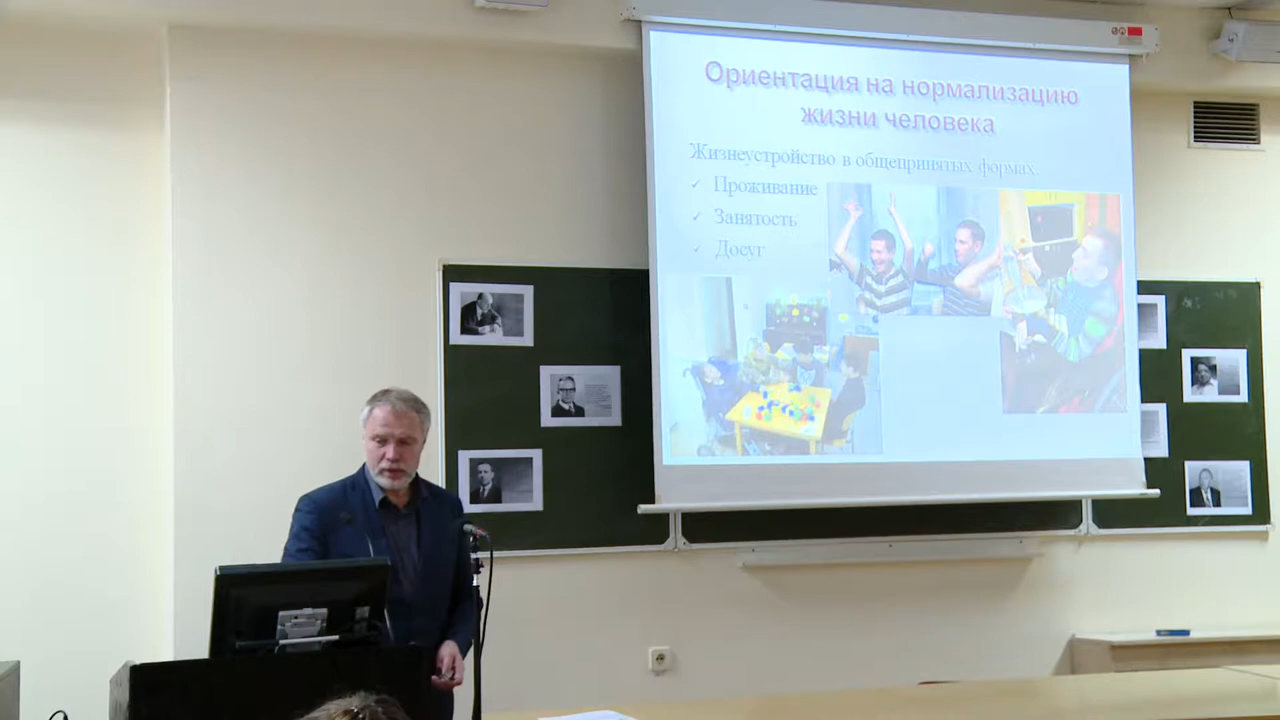 Ориентация на нормализацию
жизни человека
Жизнеустройство в общепринятых формах.
✓ Проживание
✓ Занятость
✓ Досуг